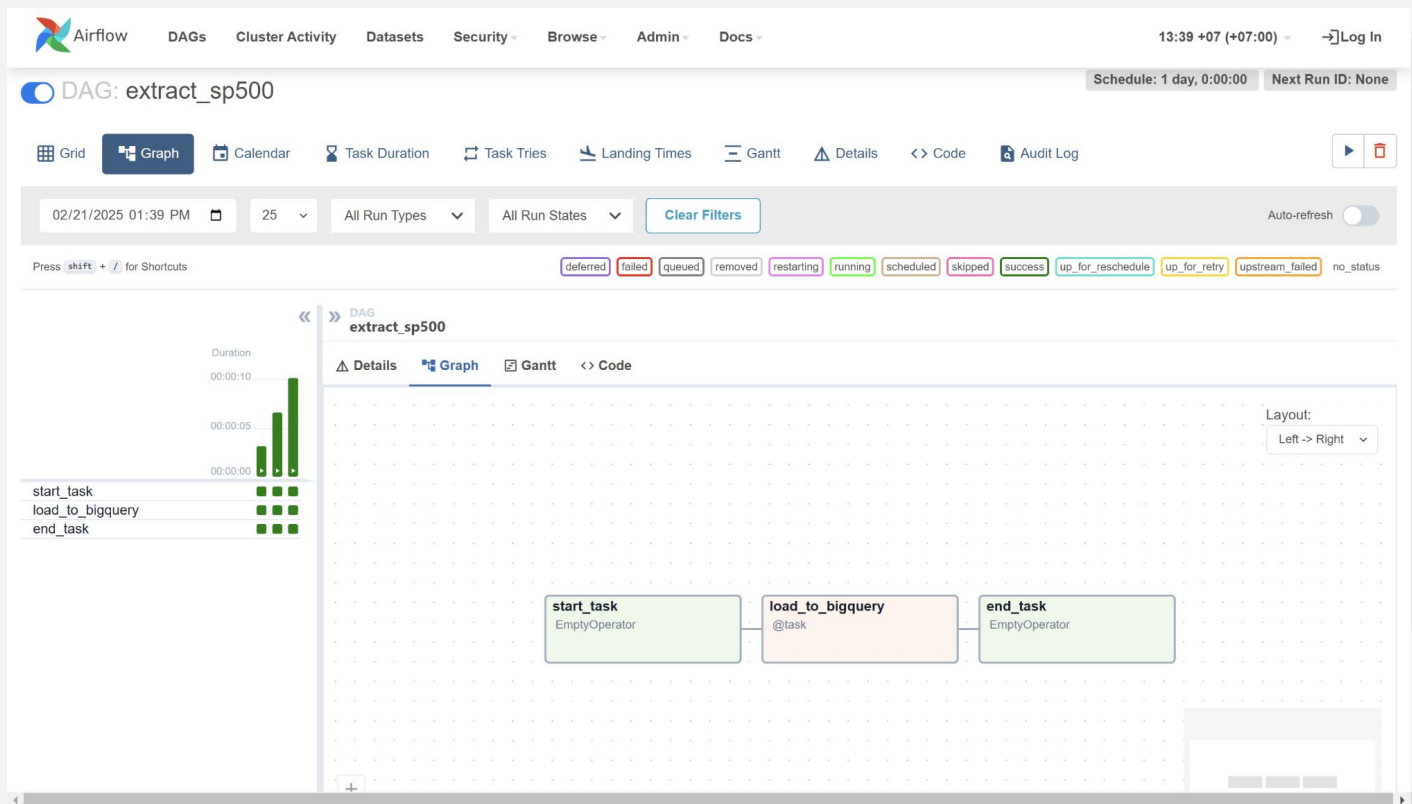 Airflow DAGs Cluster Activity Datasets Security Browse Admin Docs 13:39 +07 (+07:00) Log In
DAG: extract_sp500 Schedule: 1 day, 0:00:00 Next Run ID: None
Grid Graph Calendar Task Duration Task Tries Landing Times Gantt Details <> Code Audit Log
02/21/2025 01:39 PM 25 All Run Types All Run States Clear Filters Auto-refresh
Press shift + / for Shortcuts deferred failed queued removed restarting running scheduled skipped success up_for_reschedule up_for_retry upstream_failed no_status
DAG
extract_sp500
Duration
Details Graph Gantt <> Code
00:00:10
Layout:
00:00:05
Left -> Right
00:00:00
start_task
load_to_bigquery
end_task
start_task load_to_bigquery end_task
EmptyOperator @task EmptyOperator